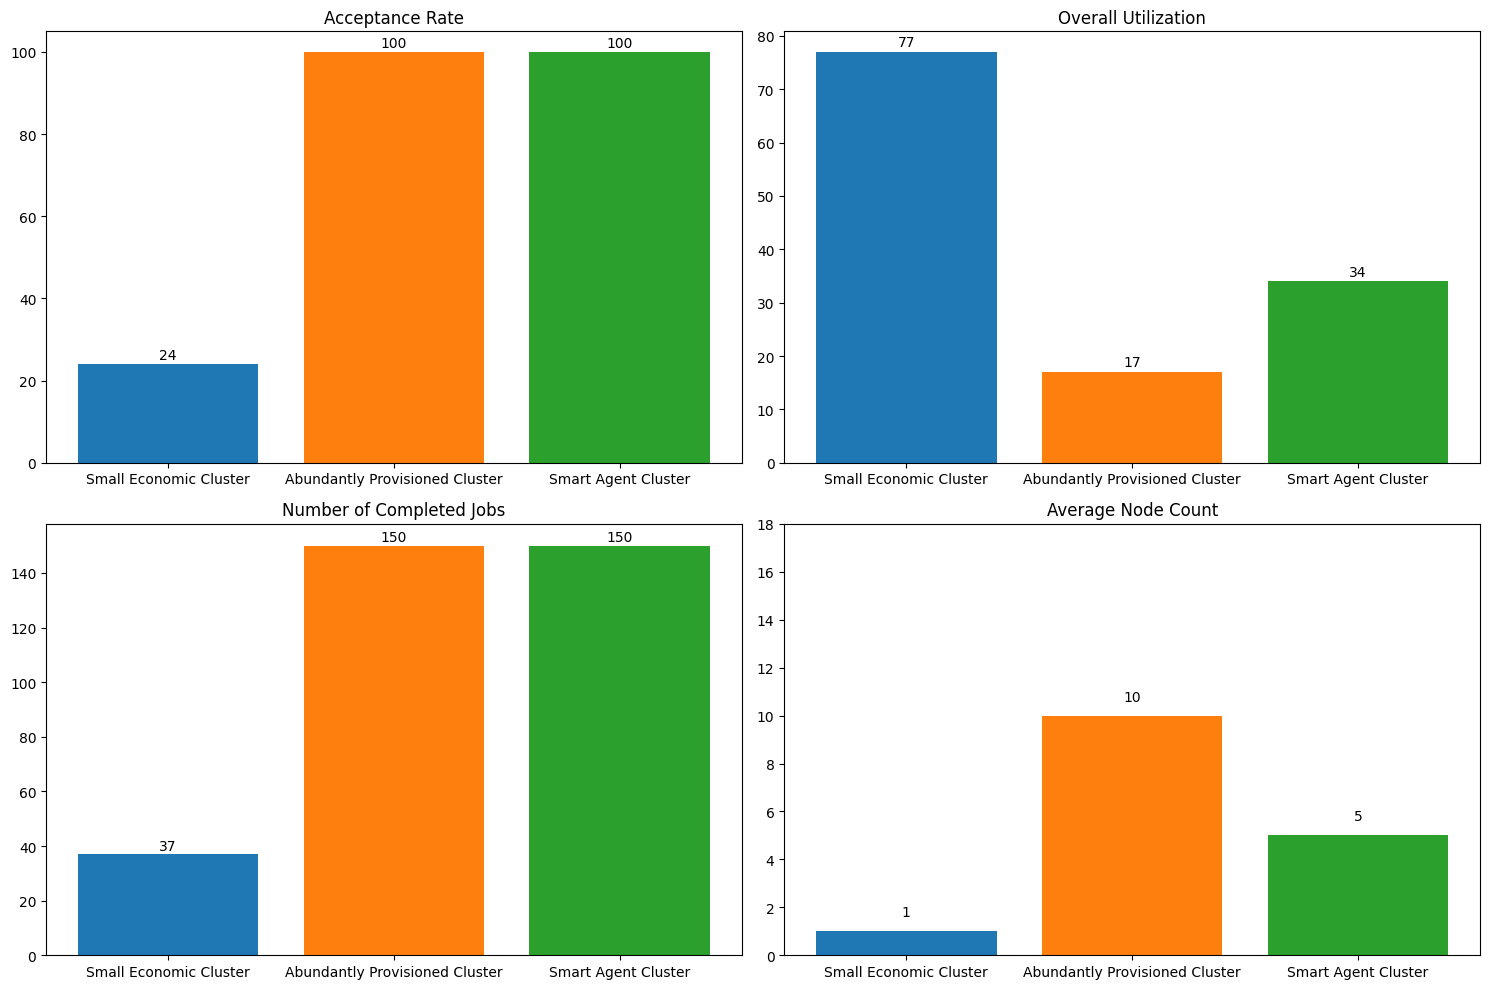 Acceptance Rate
100
80
60
40
20
0
24
100
100
Small Economic Cluster
Abundantly Provisioned Cluster
Smart Agent Cluster
Overall Utilization
80
70
60
50
40
30
20
10
0
77
17
34
Small Economic Cluster
Abundantly Provisioned Cluster
Smart Agent Cluster
Number of Completed Jobs
140
120
100
80
60
40
20
0
37
150
150
Small Economic Cluster
Abundantly Provisioned Cluster
Smart Agent Cluster
Average Node Count
18
16
14
12
10
8
6
4
2
0
1
10
5
Small Economic Cluster
Abundantly Provisioned Cluster
Smart Agent Cluster